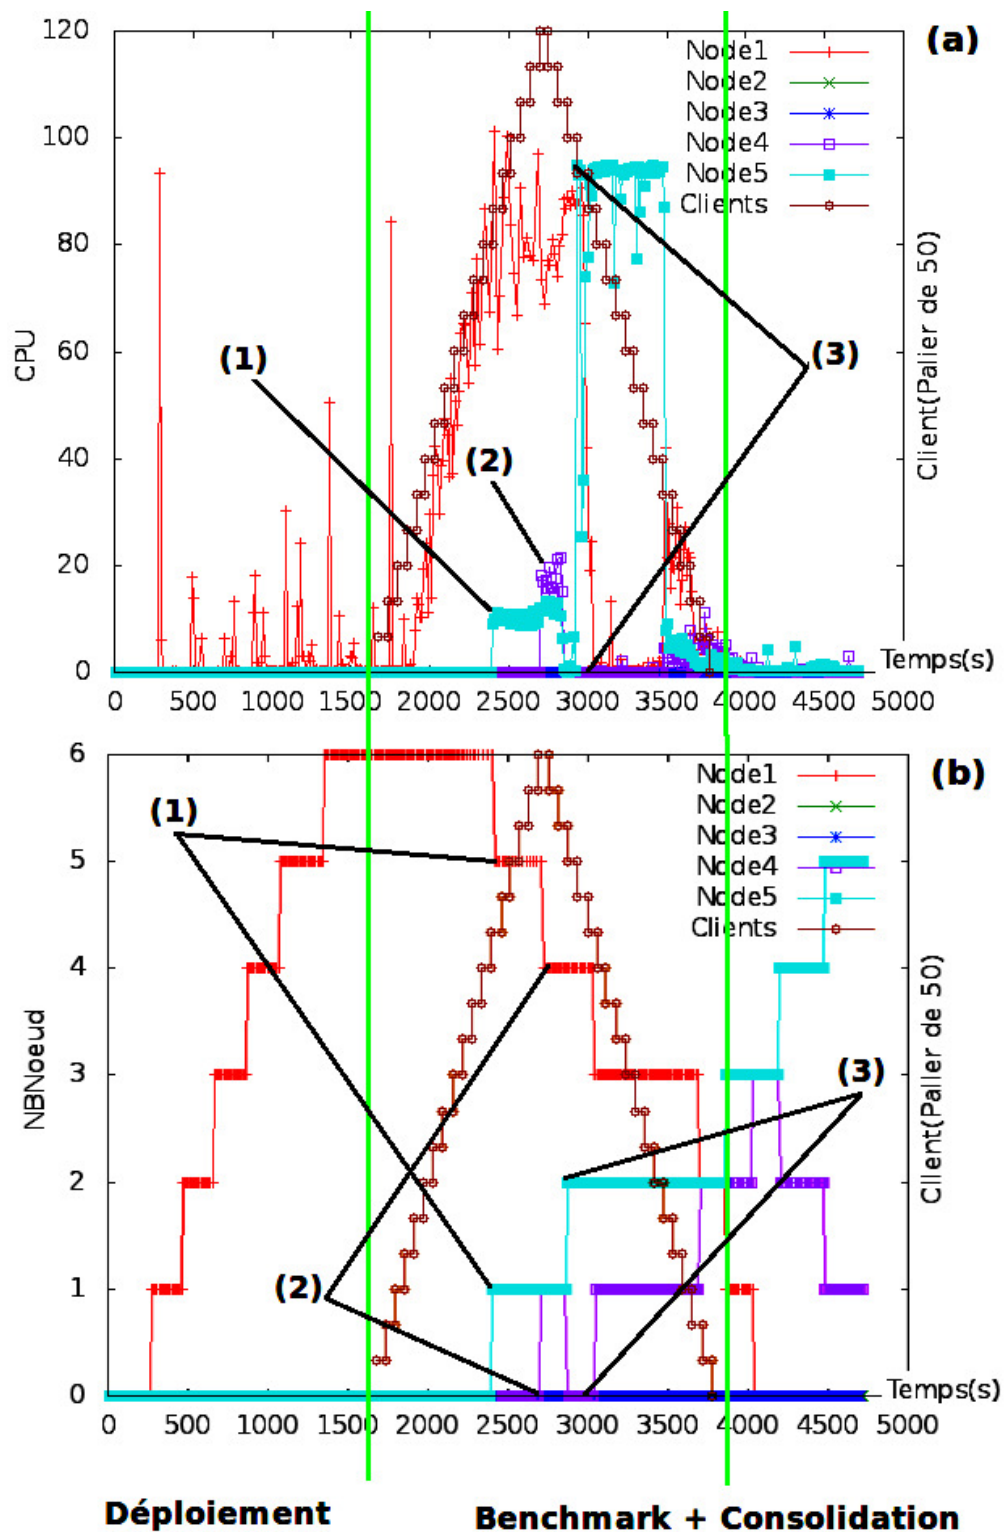 (a)
120
100
80
60
40
20
0
CPU
Node1
Node2
Node3
Node4
Node5
Clients
(1)
(2)
(3)
Client(Palier de 50)
Temps(s)
0 500 1000 1500 2000 2500 3000 3500 4000 4500 5000
(b)
6
5
4
3
2
1
0
NBNoeud
Node1
Node2
Node3
Node4
Node5
Clients
(1)
(2)
(3)
Client(Palier de 50)
Temps(s)
0 500 1000 1500 2000 2500 3000 3500 4000 4500 5000
Déploiement
Benchmark + Consolidation